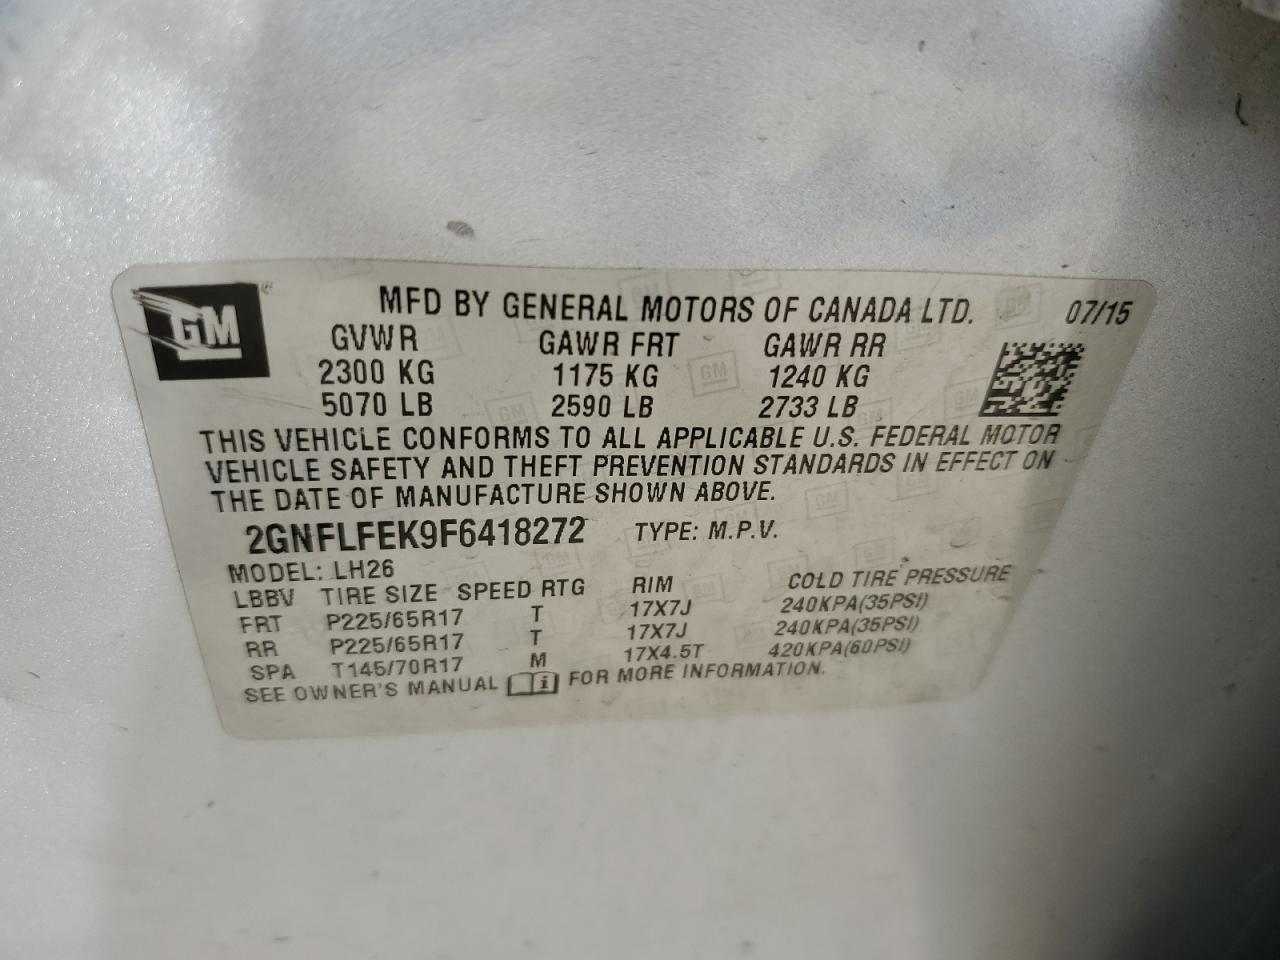 GM ®
MFD BY GENERAL MOTORS OF CANADA LTD. 07/15
GVWR GAWR FRT GAWR RR
2300 KG 1175 KG 1240 KG
5070 LB 2590 LB 2733 LB
THIS VEHICLE CONFORMS TO ALL APPLICABLE U.S. FEDERAL MOTOR
VEHICLE SAFETY AND THEFT PREVENTION STANDARDS IN EFFECT ON
THE DATE OF MANUFACTURE SHOWN ABOVE.
2GNFLFEK9F6418272 TYPE: M.P.V.
MODEL: LH26
LBBV TIRE SIZE SPEED RTG RIM COLD TIRE PRESSURE
FRT P225/65R17 T 17X7J 240KPA(35PSI)
RR P225/65R17 T 17X7J 240KPA(35PSI)
SPA T145/70R17 M 17X4.5T 420KPA(60PSI)
SEE OWNER'S MANUAL i FOR MORE INFORMATION.